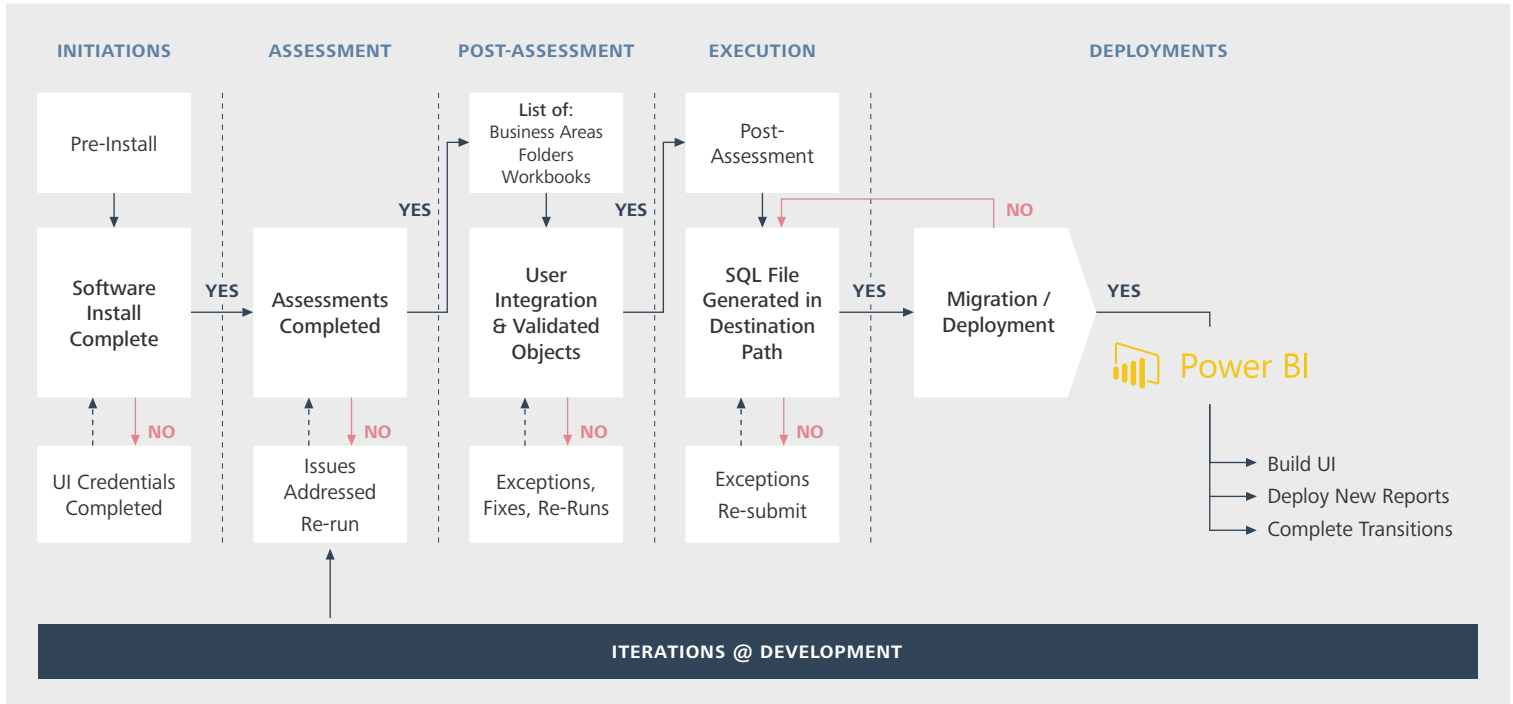 INITIATIONS
ASSESSMENT
POST-ASSESSMENT
EXECUTION
DEPLOYMENTS
Pre-Install
List of:
Business Areas
Folders
Workbooks
Post-
Assessment
YES
YES
NO
Software
Install
Complete
YES
Assessments
Completed
User
Integration
& Validated
Objects
SQL File
Generated in
Destination
Path
YES
Migration /
Deployment
YES
Power BI
NO
NO
NO
NO
UI Credentials
Completed
Issues
Addressed
Re-run
Exceptions,
Fixes, Re-Runs
Exceptions
Re-submit
Build UI
Deploy New Reports
Complete Transitions
ITERATIONS @ DEVELOPMENT